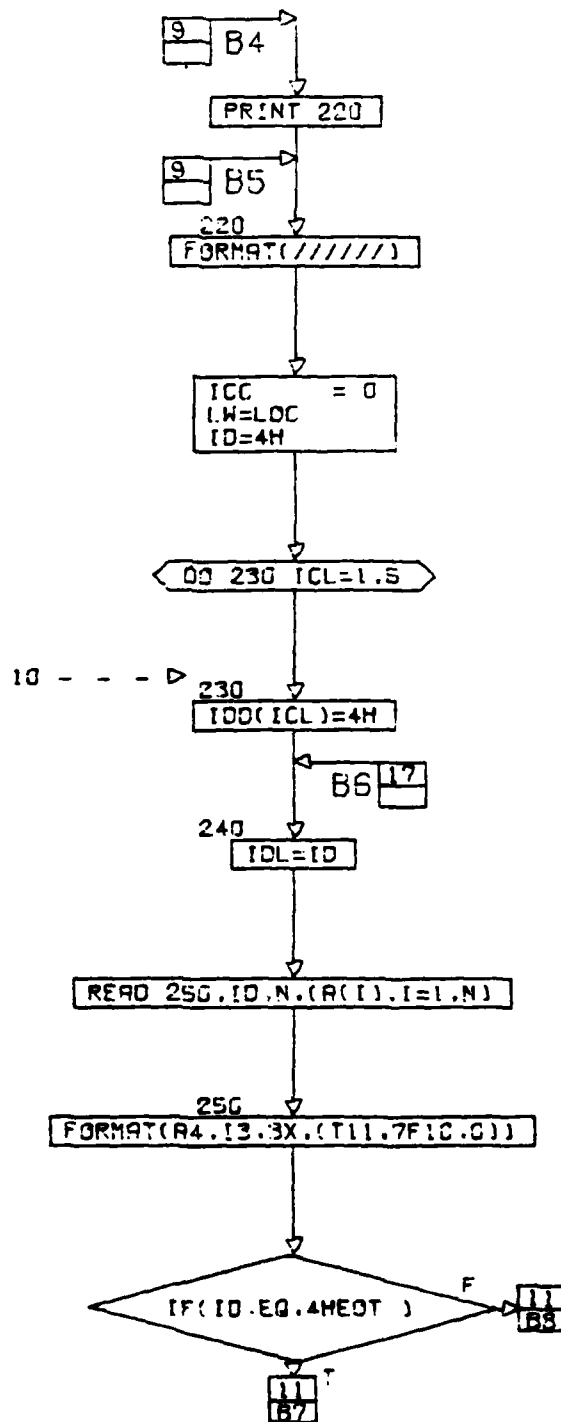 9
B4
PRINT 220
9
B5
220
FORMAT(//////)
ICC = 0
LW=LOC
ID=4H
DO 230 ICL=1.5
10 - - -
230
IDD(ICL)=4H
B6 17
240
IDL=ID
READ 250.ID.N.(A(I).I=1.N)
250
FORMAT(A4.I3.3X.(T11.7F10.0))
IF(ID.EQ.4HEOT )
F
11
B8
T
11
B7